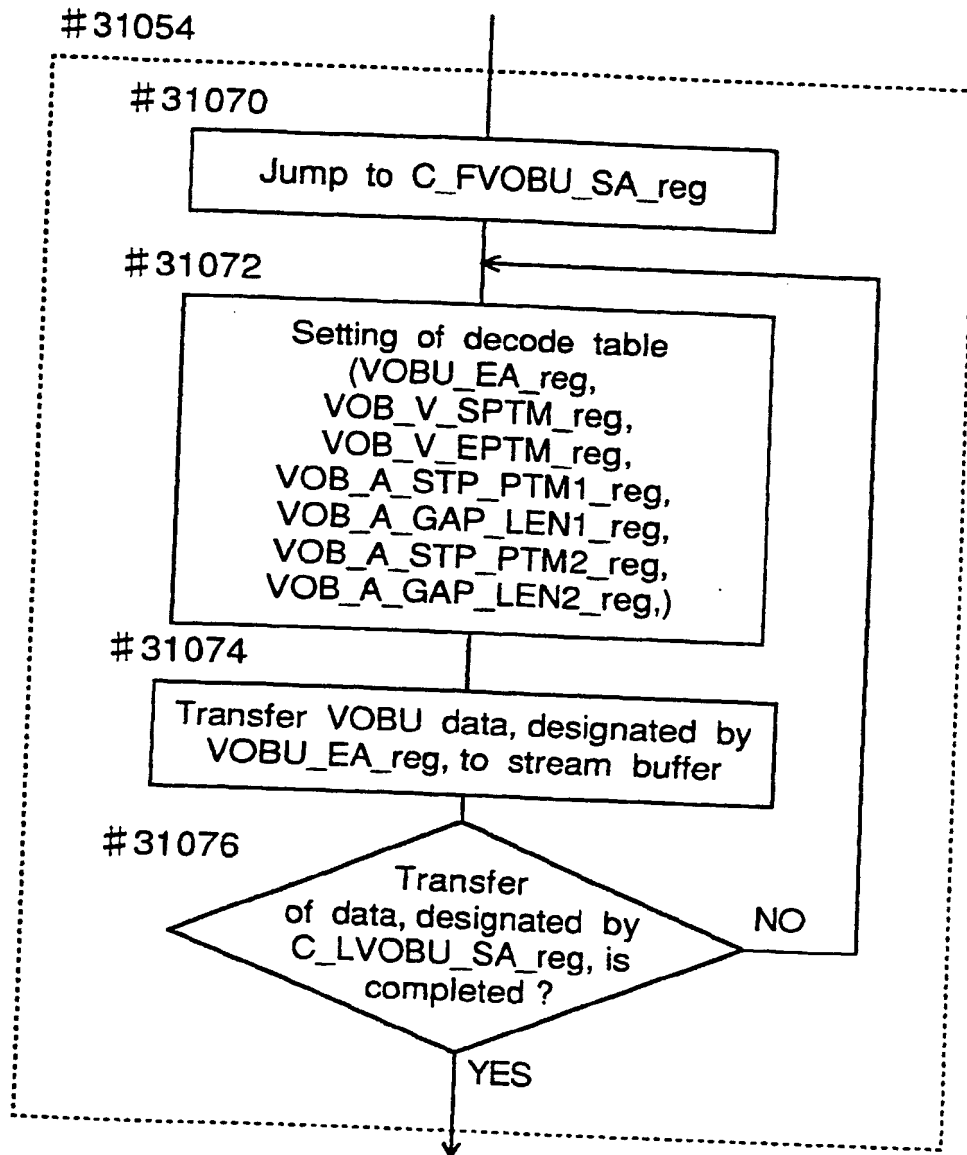 #31054
#31070
Jump to C_FVOBU_SA_reg
#31072
Setting of decode table
(VOBU_EA_reg,
VOB_V_SPTM_reg,
VOB_V_EPTM_reg,
VOB_A_STP_PTM1_reg,
VOB_A_GAP_LEN1_reg,
VOB_A_STP_PTM2_reg,
VOB_A_GAP_LEN2_reg,)
#31074
Transfer VOBU data, designated by
VOBU_EA_reg, to stream buffer
#31076
Transfer
of data, designated by
C_LVOBU_SA_reg, is
completed ?
NO
YES